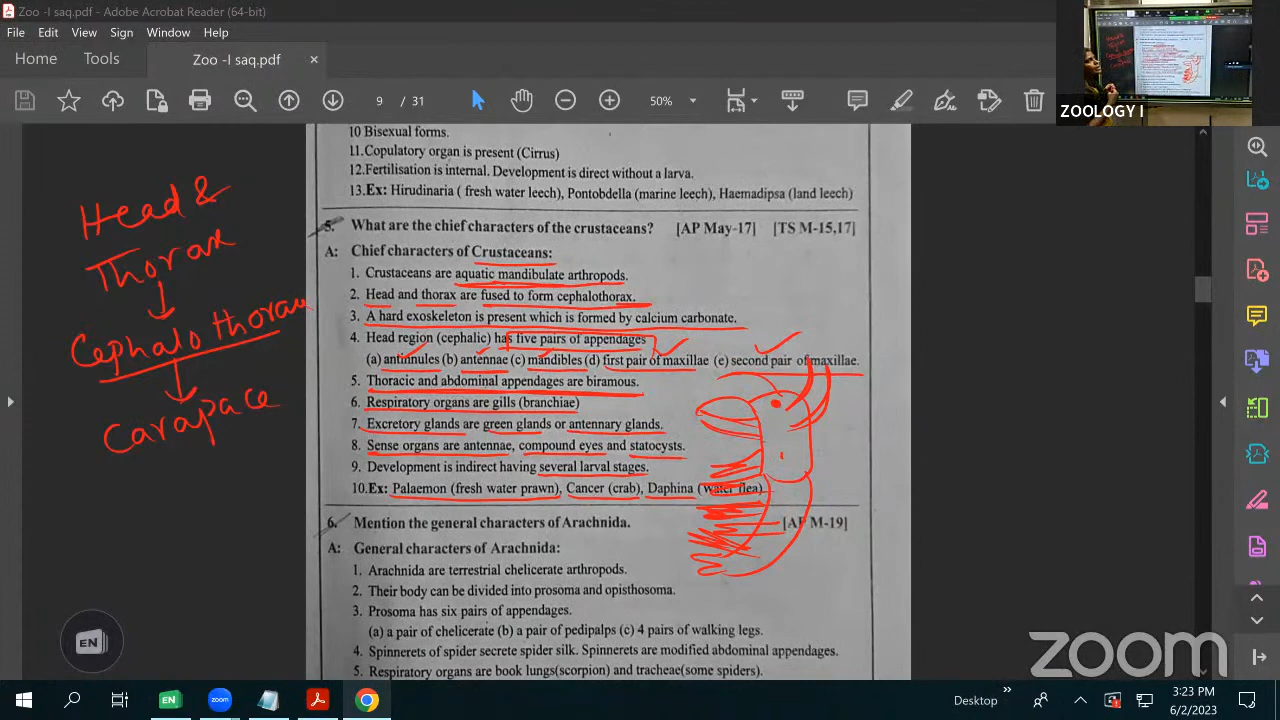 Zoo -I saq.pdf - Adobe Acrobat Reader (64-bit)
File Edit View Sign Window Help
Home Tools Zoo -I saq.pdf ×
9 / 31 50%
ZOOLOGY I
10 Bisexual forms.
11.Copulatory organ is present (Cirrus)
12.Fertilisation is internal. Development is direct without a larva.
13.Ex: Hirudinaria ( fresh water leech), Pontobdella (marine leech), Haemadipsa (land leech)
5. What are the chief characters of the crustaceans? [AP May-17] [TS M-15,17]
A: Chief characters of Crustaceans:
1. Crustaceans are aquatic mandibulate arthropods.
2. Head and thorax are fused to form cephalothorax.
3. A hard exoskeleton is present which is formed by calcium carbonate.
4. Head region (cephalic) has five pairs of appendages
(a) antinnules (b) antennae (c) mandibles (d) first pair of maxillae (e) second pair of maxillae.
5. Thoracic and abdominal appendages are biramous.
6. Respiratory organs are gills (branchiae)
7. Excretory glands are green glands or antennary glands.
8. Sense organs are antennae, compound eyes and statocysts.
9. Development is indirect having several larval stages.
10.Ex: Palaemon (fresh water prawn), Cancer (crab), Daphina (water flea)
6. Mention the general characters of Arachnida. [AP M-19]
A: General characters of Arachnida:
1. Arachnida are terrestrial chelicerate arthropods.
2. Their body can be divided into prosoma and opisthosoma.
3. Prosoma has six pairs of appendages.
(a) a pair of chelicerate (b) a pair of pedipalps (c) 4 pairs of walking legs.
4. Spinnerets of spider secrete spider silk. Spinnerets are modified abdominal appendages.
5. Respiratory organs are book lungs(scorpion) and tracheae(some spiders).
Head &
Thorax
Cephalothorax
Carapace
EN
zoom
EN zoom
Desktop
3:23 PM
6/2/2023